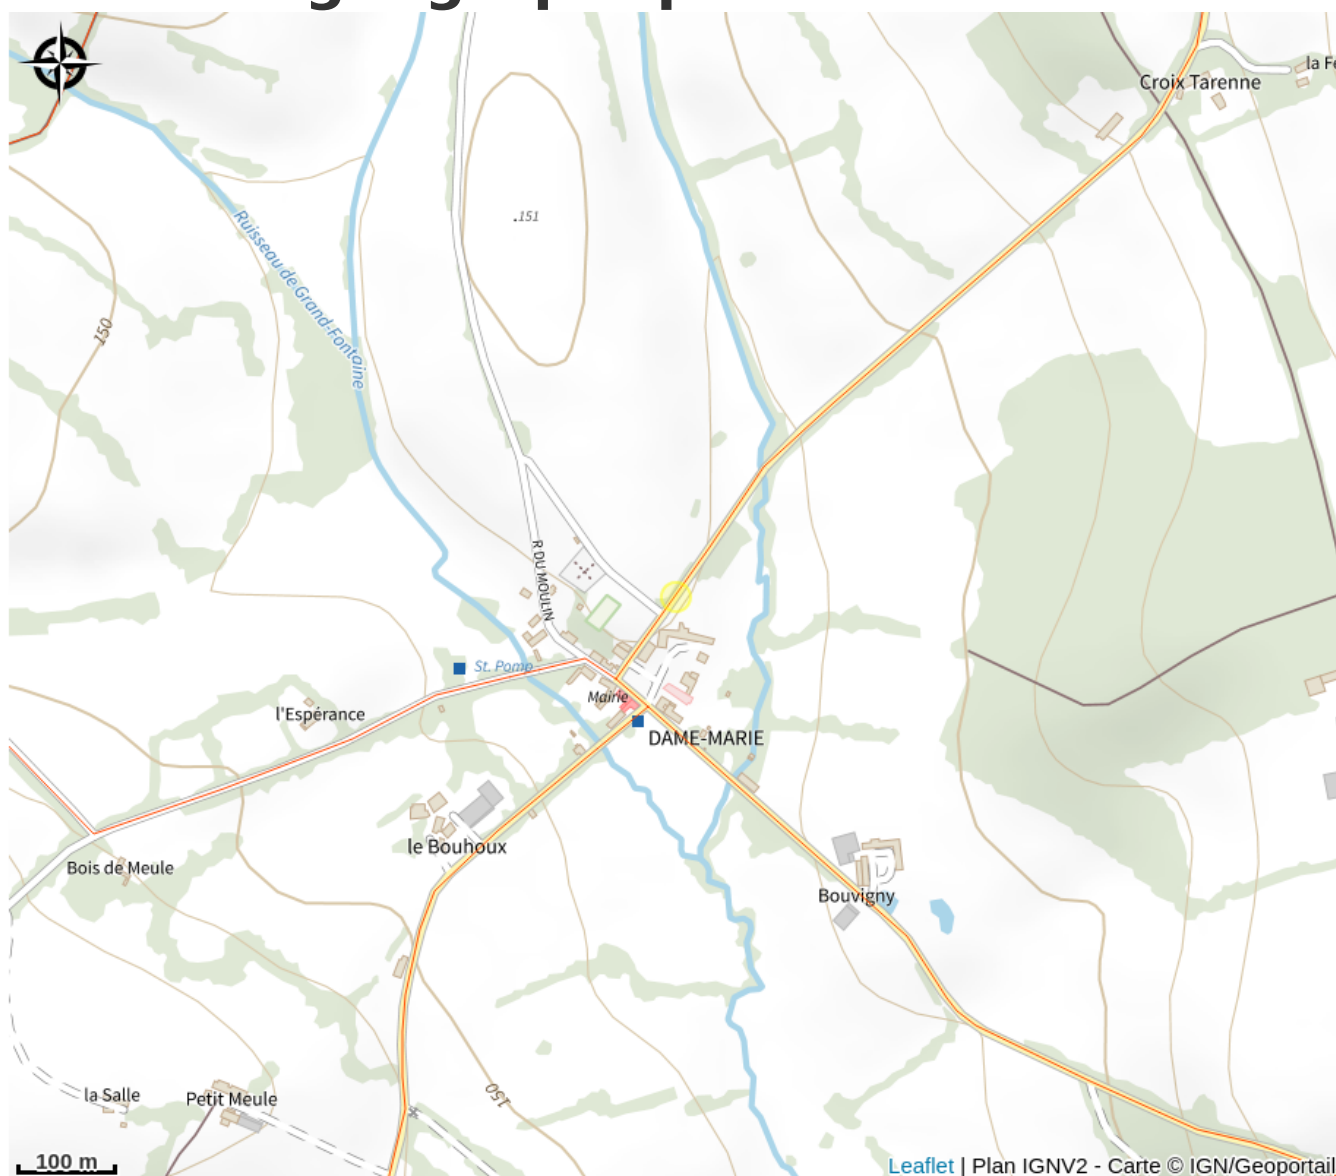 Croix Tarenne
la Fe
.151
Ruisseau de Grand-Fontaine
150
R DU MOULIN
St. Pomp
Mairie
l'Espérance
DAME-MARIE
le Bouhoux
Bois de Meule
Bouvigny
la Salle
Petit Meule
150
100 m
Leaflet | Plan IGNV2 - Carte © IGN/Geoportail